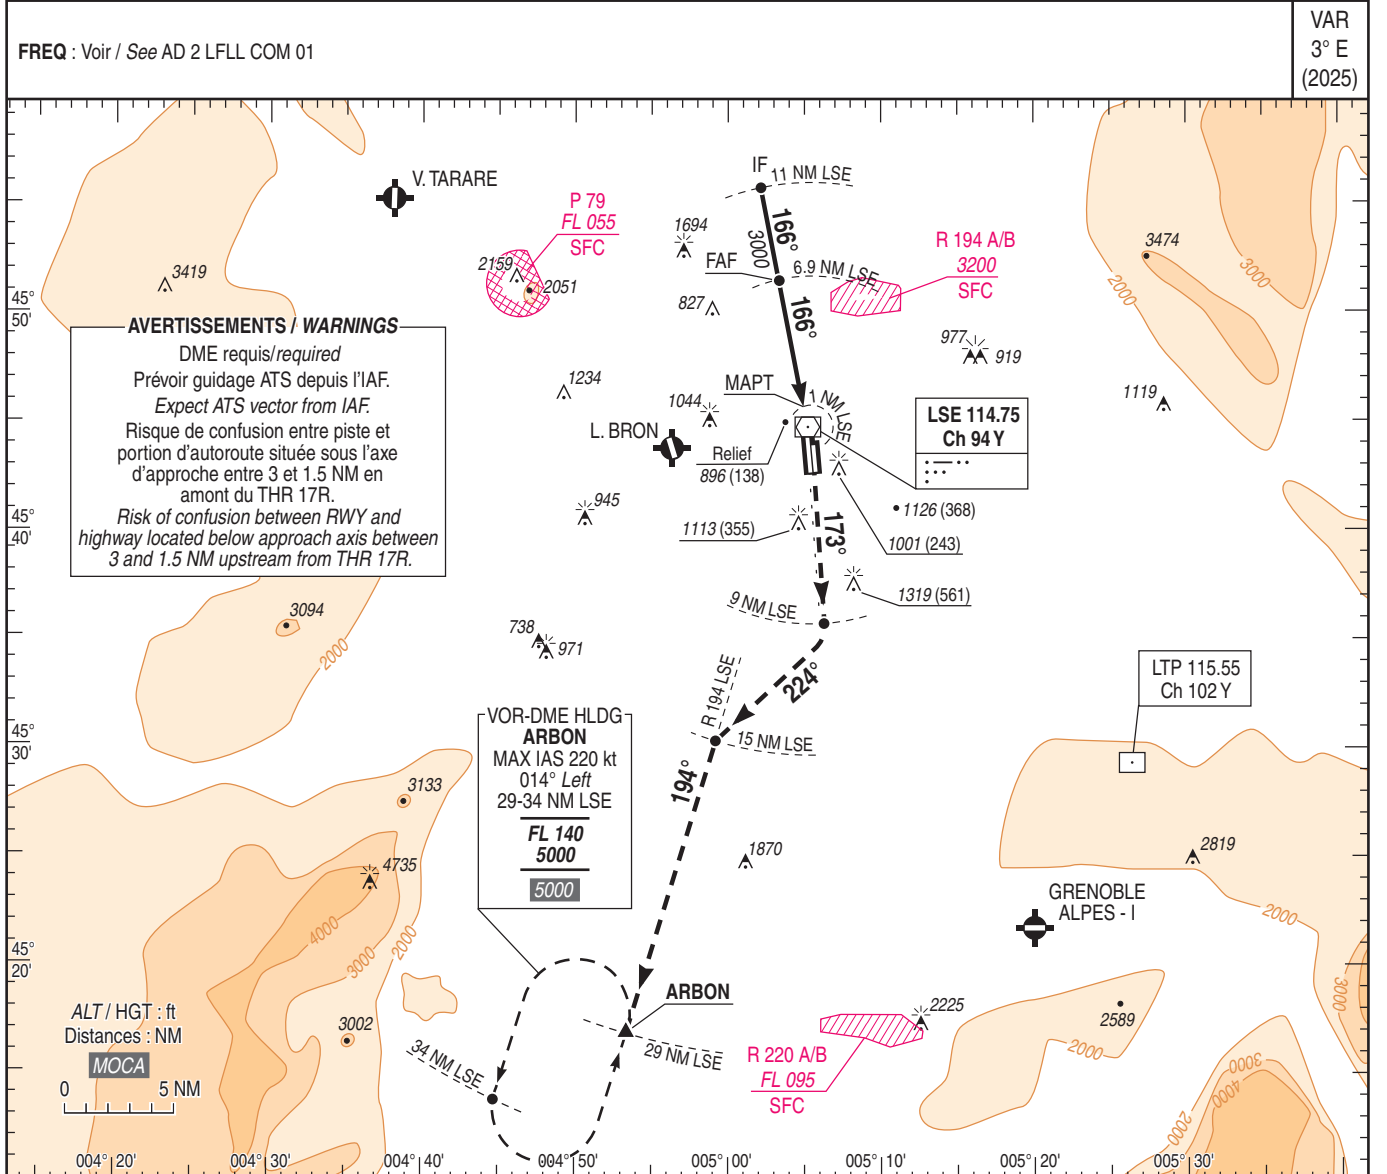 FREQ : Voir / See AD 2 LFLL COM 01
VAR
3° E
(2025)
V. TARARE
P 79
FL 055
SFC
2159
2051
3419
IF
11 NM LSE
166°
3000
1694
FAF
6.9 NM LSE
R 194 A/B
3200
SFC
827
166°
3474
2000
3000
45°
50'
AVERTISSEMENTS / WARNINGS
DME requis/required
Prévoir guidage ATS depuis l'IAF.
Expect ATS vector from IAF.
Risque de confusion entre piste et
portion d'autoroute située sous l'axe
d'approche entre 3 et 1.5 NM en
amont du THR 17R.
Risk of confusion between RWY and
highway located below approach axis between
3 and 1.5 NM upstream from THR 17R.
977
919
1119
1234
MAPT
1 NM LSE
1044
L. BRON
Relief
896 (138)
LSE 114.75
Ch 94 Y
945
1113 (355)
173°
1126 (368)
1001 (243)
1319 (561)
45°
40'
9 NM LSE
3094
2000
738
971
224°
R 194 LSE
15 NM LSE
LTP 115.55
Ch 102 Y
45°
30'
VOR-DME HLDG
ARBON
MAX IAS 220 kt
014° Left
29-34 NM LSE
FL 140
5000
5000
194°
3133
4735
1870
2819
GRENOBLE
ALPES - I
2000
4000
3000
2000
45°
20'
ARBON
29 NM LSE
34 NM LSE
3002
2225
R 220 A/B
FL 095
SFC
2589
2000
3000
3000
4000
2000
ALT / HGT : ft
Distances : NM
MOCA
0 5 NM
004° 20' 004° 30' 004° 40' 004° 50' 005° 00' 005° 10' 005° 20' 005° 30'